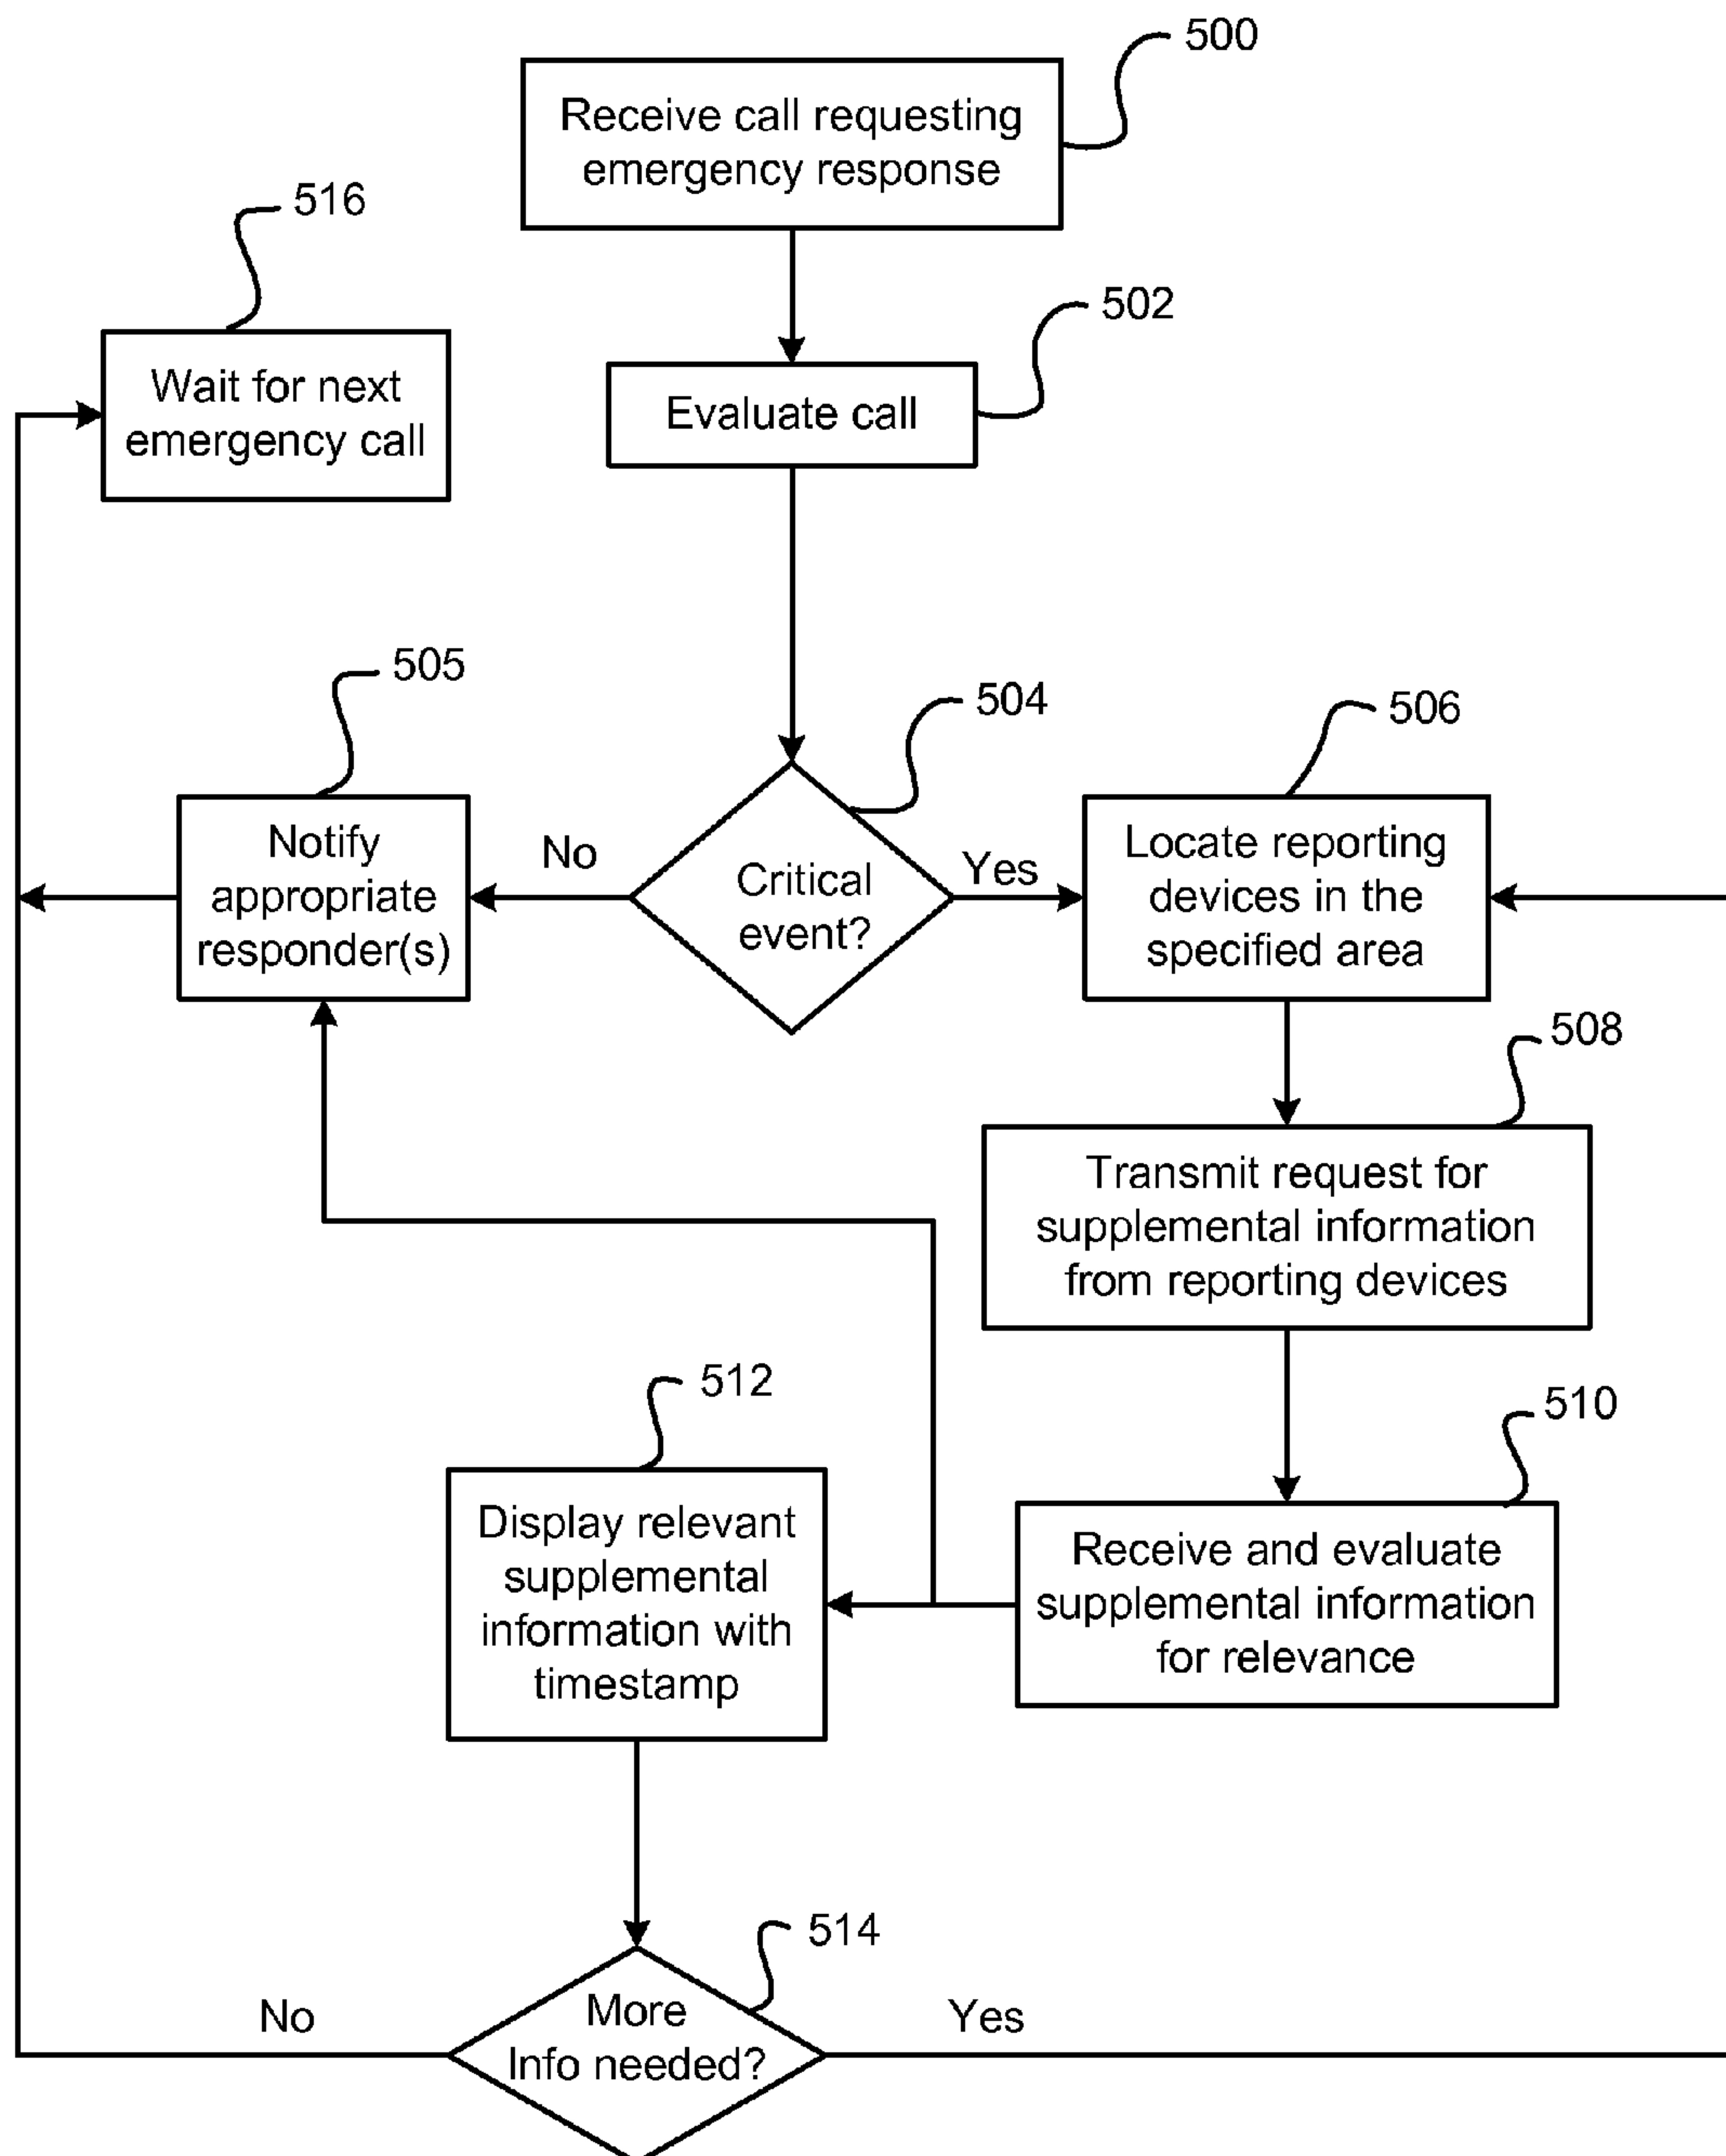 500
Receive call requesting
emergency response
516
502
Wait for next
emergency call
Evaluate call
505
504
506
Notify
appropriate
responder(s)
No
Critical
event?
Yes
Locate reporting
devices in the
specified area
508
Transmit request for
supplemental information
from reporting devices
512
510
Display relevant
supplemental
information with
timestamp
Receive and evaluate
supplemental information
for relevance
514
No
More
Info needed?
Yes